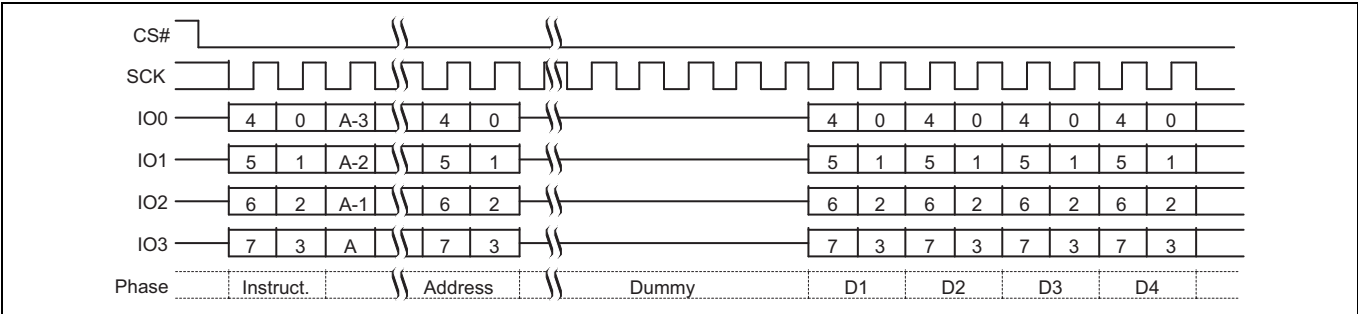 CS#
SCK
IO0 4 0 A-3 4 0 4 0 4 0 4 0 4 0
IO1 5 1 A-2 5 1 5 1 5 1 5 1 5 1
IO2 6 2 A-1 6 2 6 2 6 2 6 2 6 2
IO3 7 3 A 7 3 7 3 7 3 7 3 7 3
Phase Instruct. Address Dummy D1 D2 D3 D4